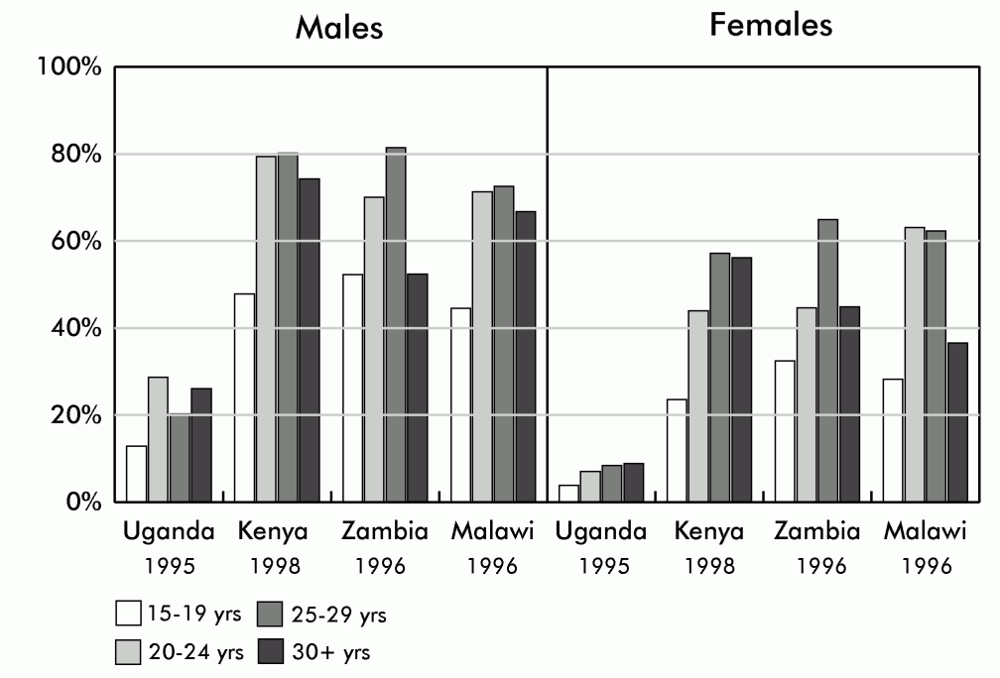 Males Females
100%
80%
60%
40%
20%
0%
Uganda Kenya Zambia Malawi Uganda Kenya Zambia Malawi
1995 1998 1996 1996 1995 1998 1996 1996
15-19 yrs 25-29 yrs
20-24 yrs 30+ yrs